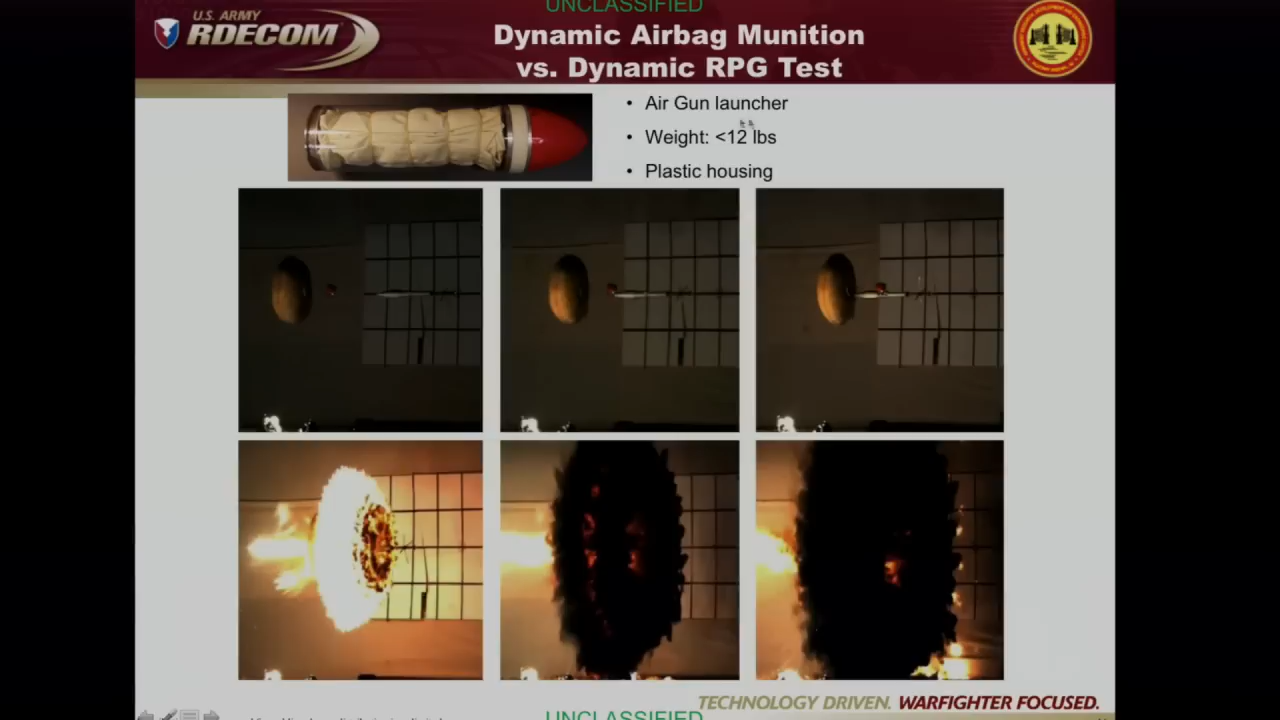 UNCLASSIFIED
U.S. ARMY
RDECOM
Dynamic Airbag Munition
vs. Dynamic RPG Test
• Air Gun launcher
• Weight: <12 lbs
• Plastic housing
TECHNOLOGY DRIVEN. WARFIGHTER FOCUSED.
UNCLASSIFIED